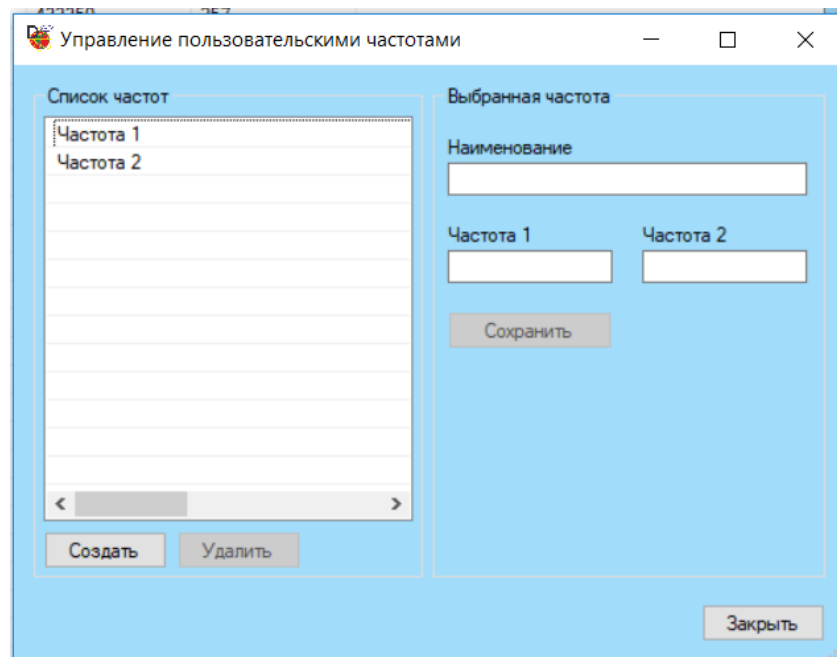 Управление пользовательскими частотами
Список частот
Частота 1
Частота 2
Создать
Удалить
Выбранная частота
Наименование
Частота 1
Частота 2
Сохранить
Закрыть